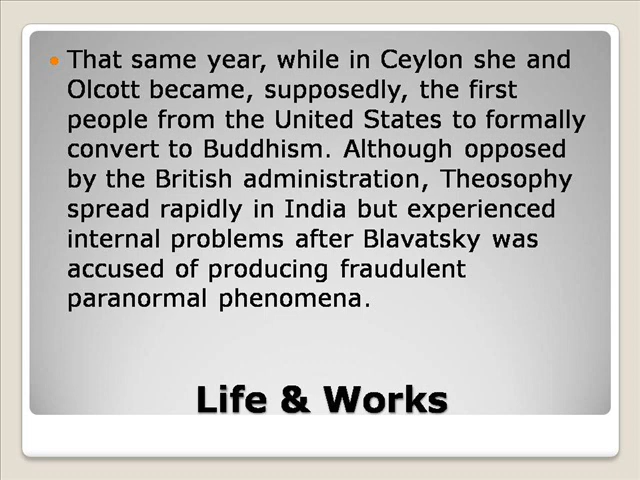 • That same year, while in Ceylon she and
Olcott became, supposedly, the first
people from the United States to formally
convert to Buddhism. Although opposed
by the British administration, Theosophy
spread rapidly in India but experienced
internal problems after Blavatsky was
accused of producing fraudulent
paranormal phenomena.
Life & Works